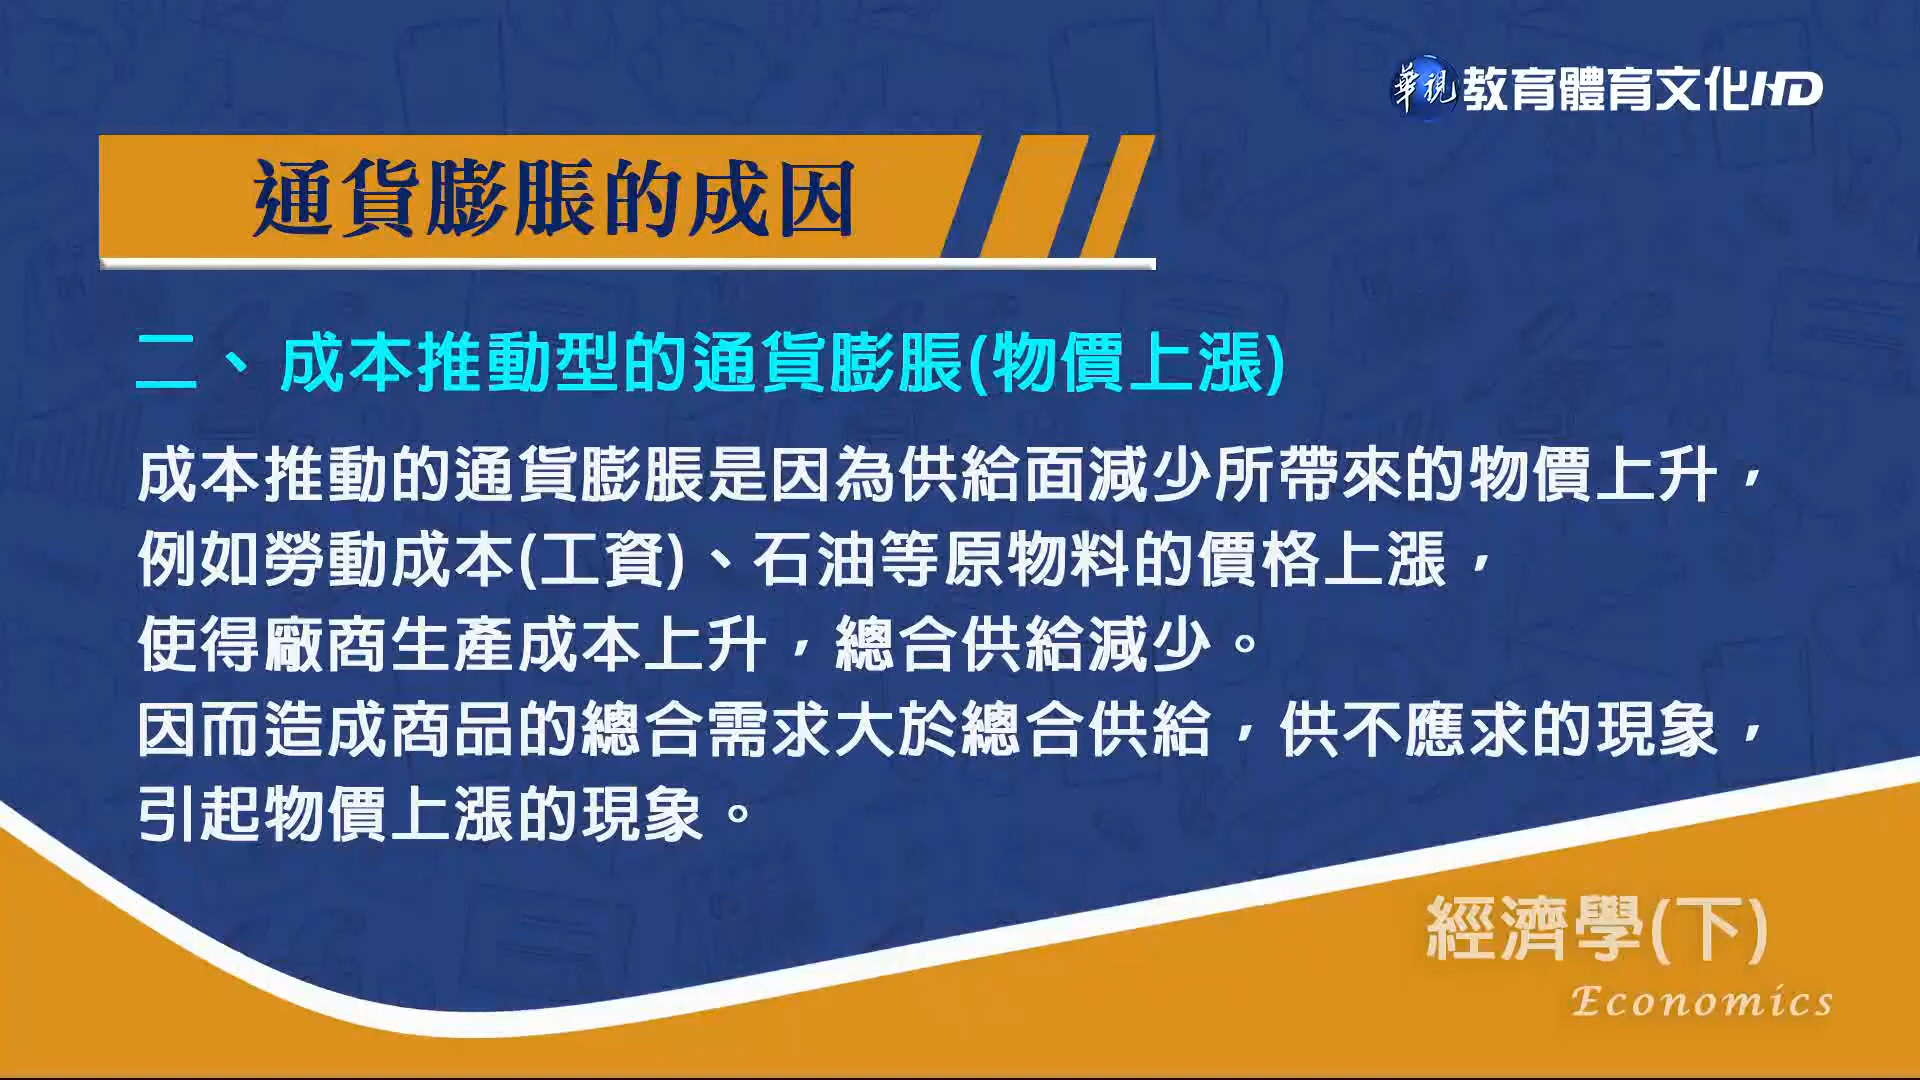 華視 教育體育文化HD
通貨膨脹的成因
二、成本推動型的通貨膨脹(物價上漲)
成本推動的通貨膨脹是因為供給面減少所帶來的物價上升，
例如勞動成本(工資)、石油等原物料的價格上漲，
使得廠商生產成本上升，總合供給減少。
因而造成商品的總合需求大於總合供給，供不應求的現象，
引起物價上漲的現象。
經濟學(下)
Economics